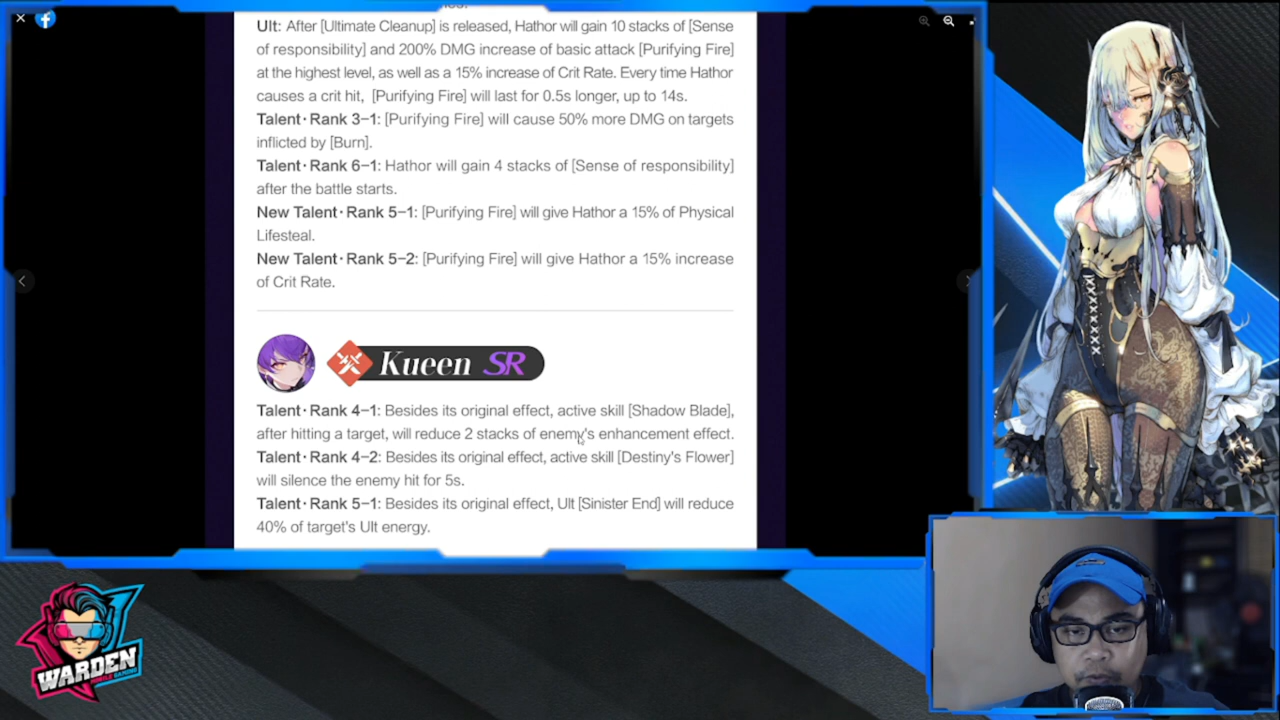 Ult: After [Ultimate Cleanup] is released, Hathor will gain 10 stacks of [Sense
of responsibility] and 200% DMG increase of basic attack [Purifying Fire]
at the highest level, as well as a 15% increase of Crit Rate. Every time Hathor
causes a crit hit, [Purifying Fire] will last for 0.5s longer, up to 14s.
Talent·Rank 3-1: [Purifying Fire] will cause 50% more DMG on targets
inflicted by [Burn].
Talent·Rank 6-1: Hathor will gain 4 stacks of [Sense of responsibility]
after the battle starts.
New Talent·Rank 5-1: [Purifying Fire] will give Hathor a 15% of Physical
Lifesteal.
New Talent·Rank 5-2: [Purifying Fire] will give Hathor a 15% increase
of Crit Rate.
Kueen SR
Talent·Rank 4-1: Besides its original effect, active skill [Shadow Blade],
after hitting a target, will reduce 2 stacks of enemy's enhancement effect.
Talent·Rank 4-2: Besides its original effect, active skill [Destiny's Flower]
will silence the enemy hit for 5s.
Talent·Rank 5-1: Besides its original effect, Ult [Sinister End] will reduce
40% of target's Ult energy.
WARDEN
MOBILE GAMING